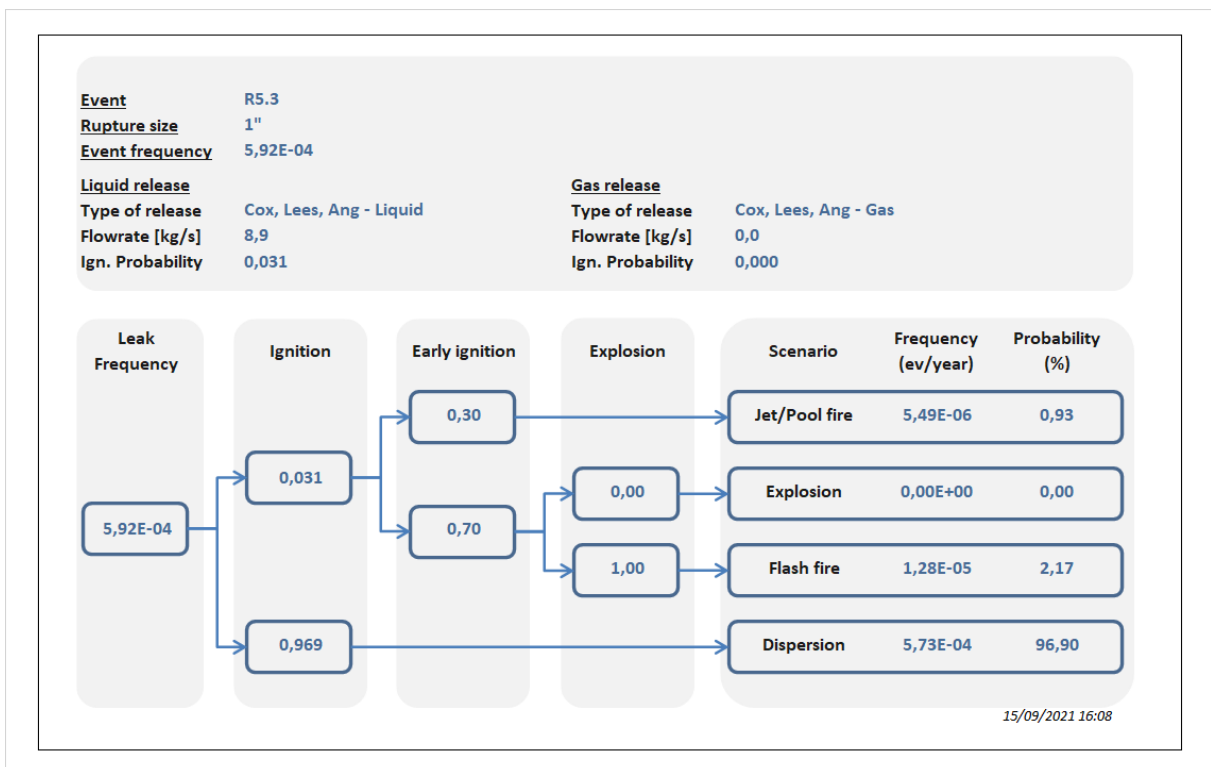 Event R5.3
Rupture size 1"
Event frequency 5,92E-04
Liquid release Gas release
Type of release Cox, Lees, Ang - Liquid Type of release Cox, Lees, Ang - Gas
Flowrate [kg/s] 8,9 Flowrate [kg/s] 0,0
Ign. Probability 0,031 Ign. Probability 0,000
Leak Frequency Ignition Early ignition Explosion Scenario Frequency (ev/year) Probability (%)
0,30 Jet/Pool fire 5,49E-06 0,93
0,031
0,00 Explosion 0,00E+00 0,00
5,92E-04 0,70
1,00 Flash fire 1,28E-05 2,17
0,969 Dispersion 5,73E-04 96,90
15/09/2021 16:08